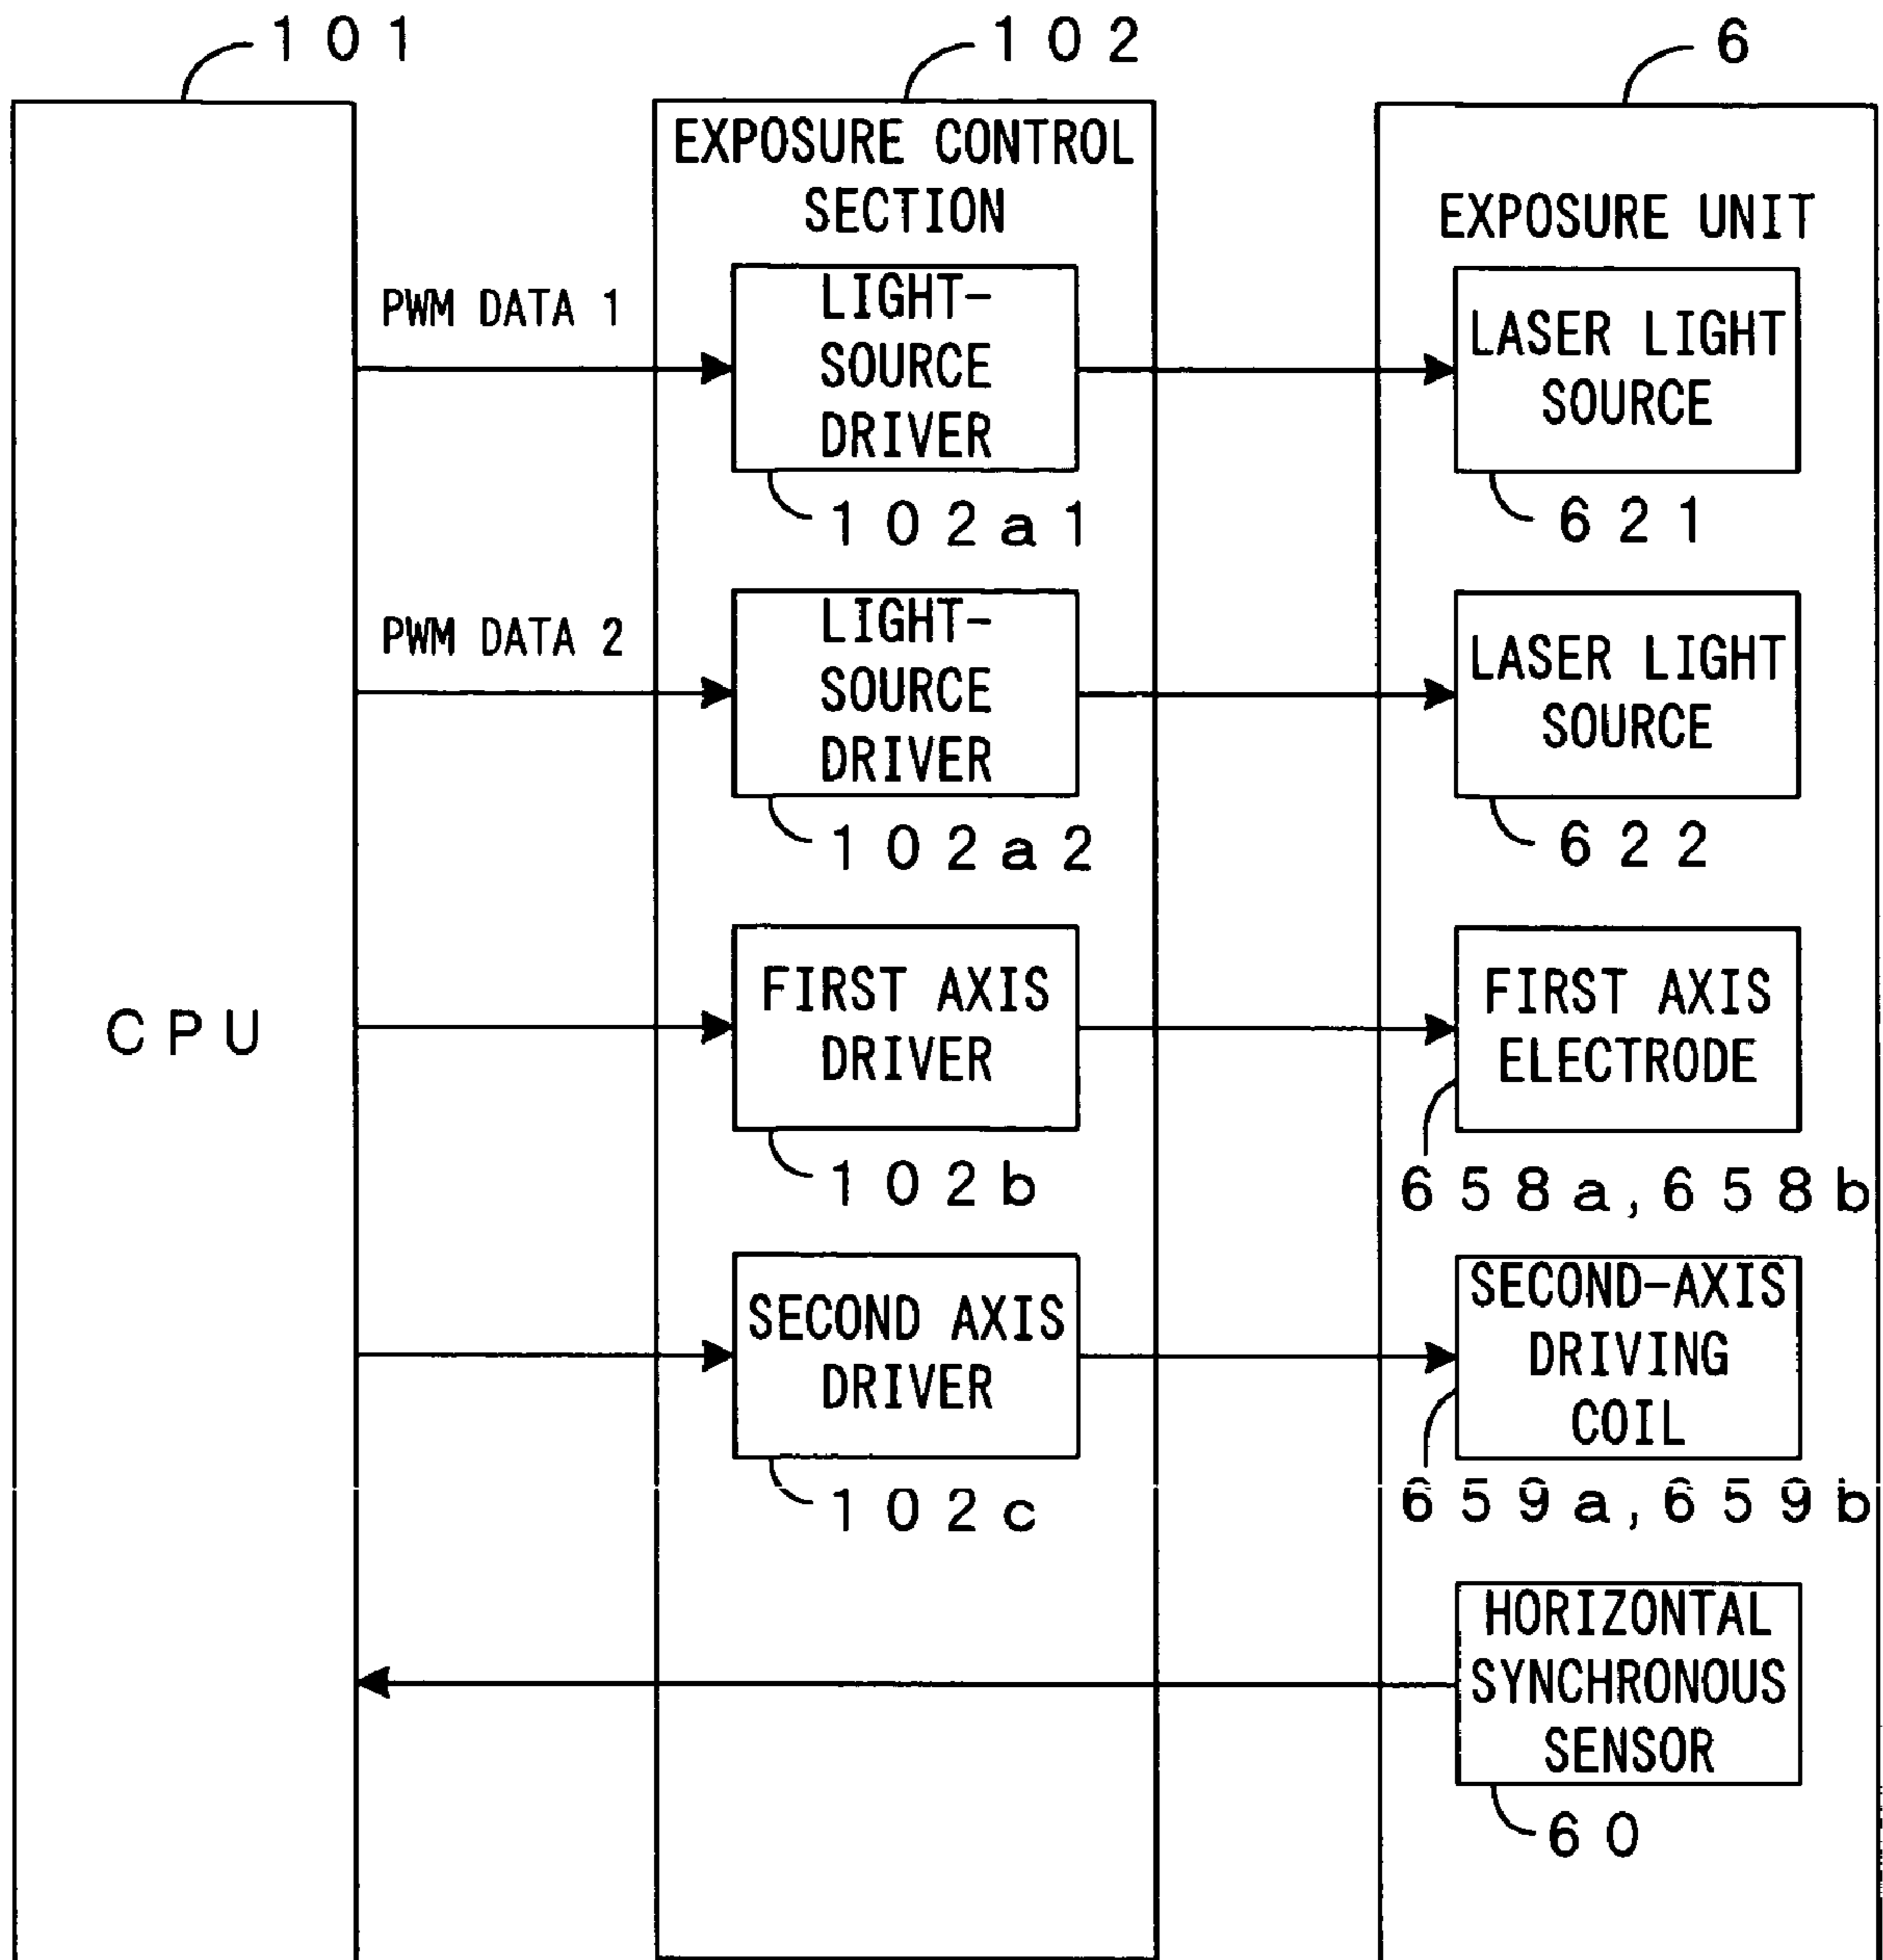 101
102
6
EXPOSURE CONTROL
SECTION
EXPOSURE UNIT
PWM DATA 1
LIGHT-
SOURCE
DRIVER
102a1
LASER LIGHT
SOURCE
621
PWM DATA 2
LIGHT-
SOURCE
DRIVER
102a2
LASER LIGHT
SOURCE
622
CPU
FIRST AXIS
DRIVER
102b
FIRST AXIS
ELECTRODE
658a,658b
SECOND AXIS
DRIVER
102c
SECOND-AXIS
DRIVING
COIL
659a,659b
HORIZONTAL
SYNCHRONOUS
SENSOR
60